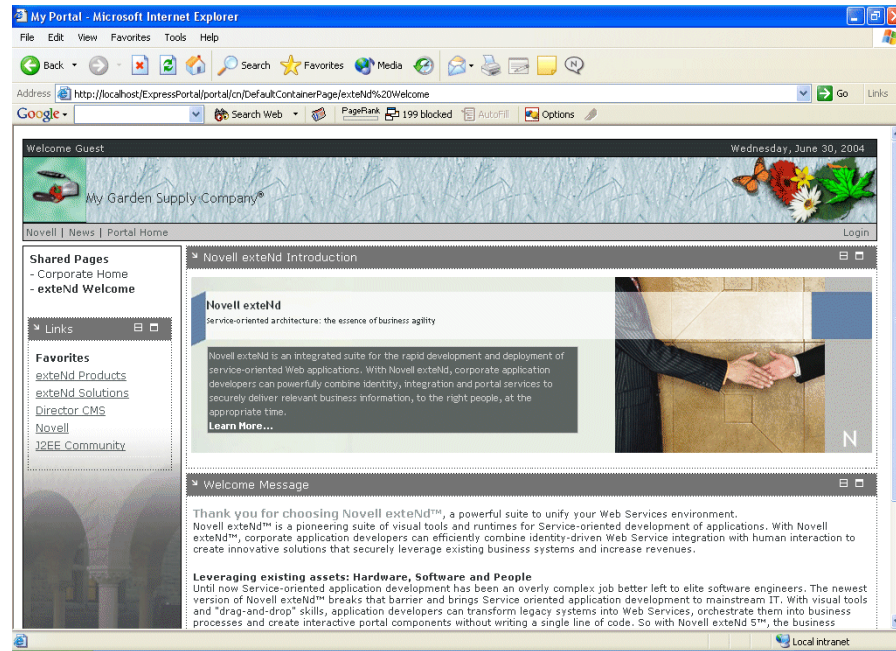 My Portal - Microsoft Internet Explorer
File Edit View Favorites Tools Help
Back Search Favorites Media
Address http://localhost/ExpressPortal/portal/cn/DefaultContainerPage/exteNd%20Welcome Go Links
Google Search Web PageRank 199 blocked AutoFill Options
Welcome Guest Wednesday, June 30, 2004
My Garden Supply Company®
Novell | News | Portal Home Login
Shared Pages
- Corporate Home
- exteNd Welcome
Links
Favorites
exteNd Products
exteNd Solutions
Director CMS
Novell
J2EE Community
Novell exteNd Introduction
Novell exteNd
Service-oriented architecture: the essence of business agility
Novell exteNd is an integrated suite for the rapid development and deployment of
service-oriented Web applications. With Novell exteNd, corporate application
developers can powerfully combine identity, integration and portal services to
securely deliver relevant business information, to the right people, at the
appropriate time.
Learn More...
N
Welcome Message
Thank you for choosing Novell exteNd™, a powerful suite to unify your Web Services environment.
Novell exteNd™ is a pioneering suite of visual tools and runtimes for Service-oriented development of applications. With Novell
exteNd™, corporate application developers can efficiently combine identity-driven Web Service integration with human interaction to
create innovative solutions that securely leverage existing business systems and increase revenues.
Leveraging existing assets: Hardware, Software and People
Until now Service-oriented application development has been an overly complex job better left to elite software engineers. The newest
version of Novell exteNd™ breaks that barrier and brings Service oriented application development to mainstream IT. With visual tools
and "drag-and-drop" skills, application developers can transform legacy systems into Web Services, orchestrate them into business
processes and create interactive portal components without writing a single line of code. So with Novell exteNd 5™, the business
Local intranet